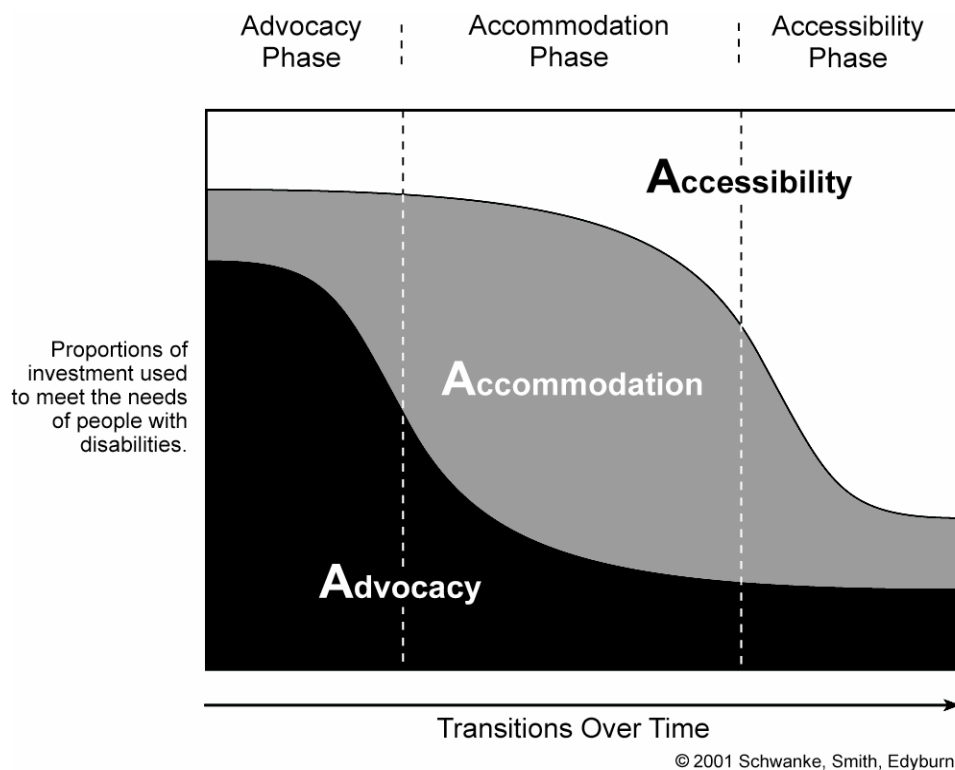 Advocacy
Phase
Accommodation
Phase
Accessibility
Phase
Accessibility
Proportions of
investment used
to meet the needs
of people with
disabilities.
Accommodation
Advocacy
Transitions Over Time
© 2001 Schwanke, Smith, Edyburn